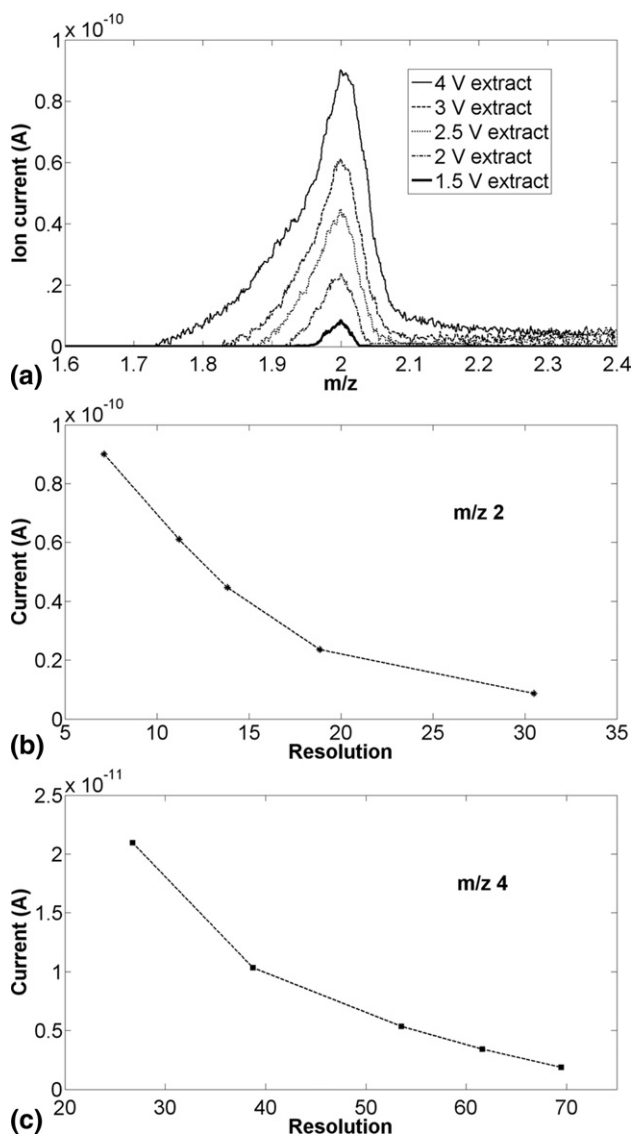 1 x 10-10
0.8
0.6
0.4
.2
0
1.6 1.7 1.8 1.9 2 2.1 2.2 2.3 2.4
Ion current (A)
m/z
4 V extract
3 V extract
2.5 V extract
2 V extract
1.5 V extract
(a)
1 x 10-10
0.8
0.6
0.4
0.2
0
5 10 15 20 25 30 35
Current (A)
m/z 2
Resolution
(b)
2.5 x 10-11
2
1.5
1
0.5
0
20 30 40 50 60 70
Current (A)
m/z 4
Resolution
(c)